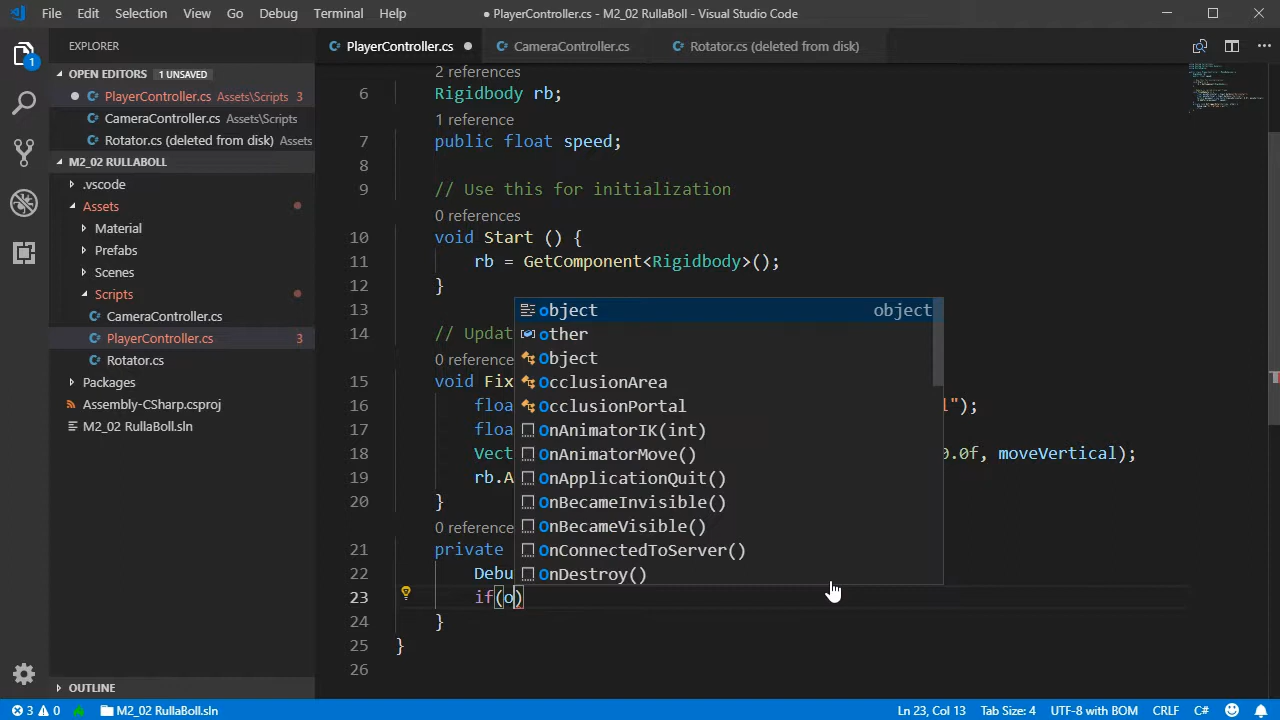 File Edit Selection View Go Debug Terminal Help ● PlayerController.cs - M2_02 RullaBoll - Visual Studio Code
EXPLORER
PlayerController.cs CameraController.cs Rotator.cs (deleted from disk)
OPEN EDITORS 1 UNSAVED
PlayerController.cs Assets\Scripts 3
CameraController.cs Assets\Scripts
Rotator.cs (deleted from disk) Assets
M2_02 RULLABOLL
.vscode
Assets
Material
Prefabs
Scenes
Scripts
CameraController.cs
PlayerController.cs 3
Rotator.cs
Packages
Assembly-CSharp.csproj
M2_02 RullaBoll.sln
OUTLINE
1
2 references
6 Rigidbody rb;
1 reference
7 public float speed;
8
9 // Use this for initialization
0 references
10 void Start () {
11 rb = GetComponent<Rigidbody>();
12 }
13
14 // Updat
0 references
15 void Fix
16 floa l");
17 floa
18 Vect 0.0f, moveVertical);
19 rb.A
20 }
0 references
21 private
22 Debu
23 if(o)
24 }
25 }
26
object object
other
Object
OcclusionArea
OcclusionPortal
OnAnimatorIK(int)
OnAnimatorMove()
OnApplicationQuit()
OnBecameInvisible()
OnBecameVisible()
OnConnectedToServer()
OnDestroy()
3 0 M2_02 RullaBoll.sln Ln 23, Col 13 Tab Size: 4 UTF-8 with BOM CRLF C#